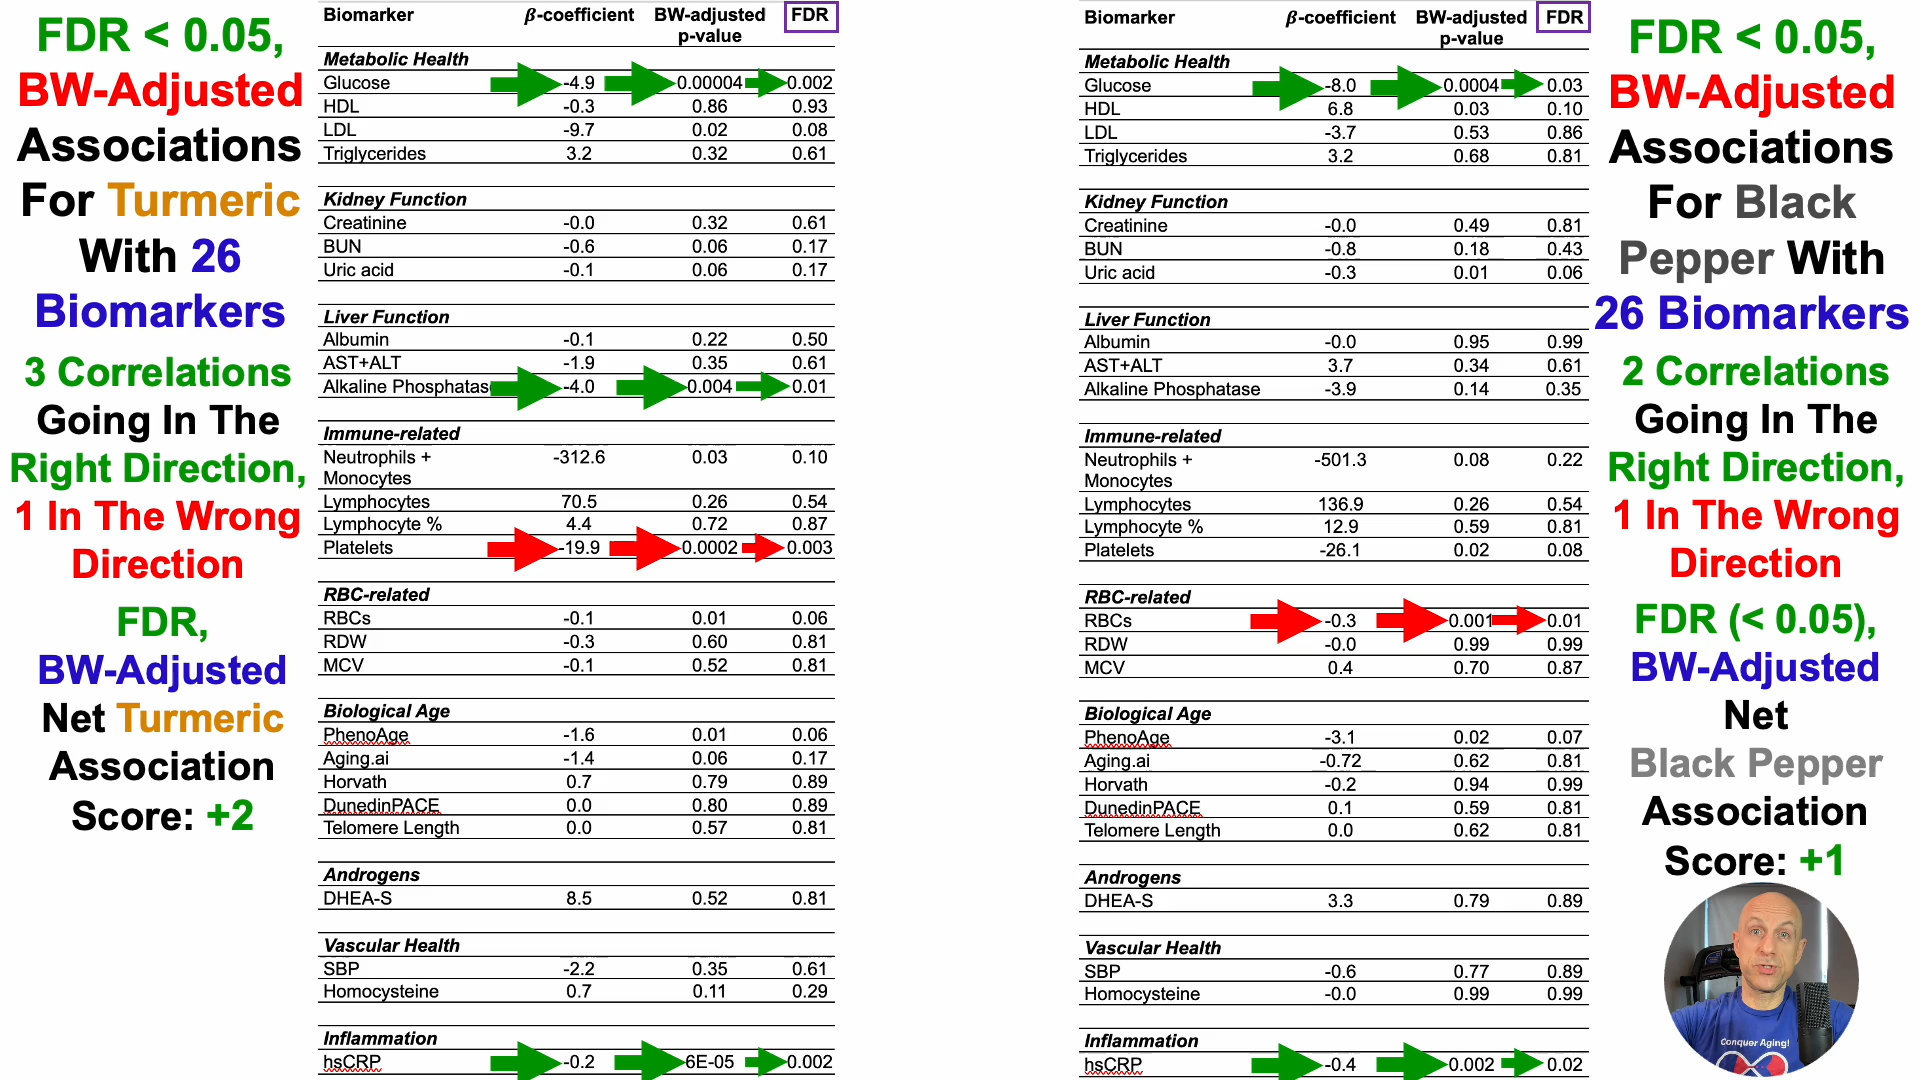 FDR < 0.05,
BW-Adjusted
Associations
For Turmeric
With 26
Biomarkers
3 Correlations
Going In The
Right Direction,
1 In The Wrong
Direction
FDR,
BW-Adjusted
Net Turmeric
Association
Score: +2
Biomarker β-coefficient BW-adjusted FDR
p-value
Metabolic Health
Glucose -4.9 0.00004 0.002
HDL -0.3 0.86 0.93
LDL -9.7 0.02 0.08
Triglycerides 3.2 0.32 0.61
Kidney Function
Creatinine -0.0 0.32 0.61
BUN -0.6 0.06 0.17
Uric acid -0.1 0.06 0.17
Liver Function
Albumin -0.1 0.22 0.50
AST+ALT -1.9 0.35 0.61
Alkaline Phosphatas -4.0 0.004 0.01
Immune-related
Neutrophils + -312.6 0.03 0.10
Monocytes
Lymphocytes 70.5 0.26 0.54
Lymphocyte % 4.4 0.72 0.87
Platelets -19.9 0.0002 0.003
RBC-related
RBCs -0.1 0.01 0.06
RDW -0.3 0.60 0.81
MCV -0.1 0.52 0.81
Biological Age
PhenoAge -1.6 0.01 0.06
Aging.ai -1.4 0.06 0.17
Horvath 0.7 0.79 0.89
DunedinPACE 0.0 0.80 0.89
Telomere Length 0.0 0.57 0.81
Androgens
DHEA-S 8.5 0.52 0.81
Vascular Health
SBP -2.2 0.35 0.61
Homocysteine 0.7 0.11 0.29
Inflammation
hsCRP -0.2 6E-05 0.002
Biomarker β-coefficient BW-adjusted FDR
p-value
Metabolic Health
Glucose -8.0 0.0004 0.03
HDL 6.8 0.03 0.10
LDL -3.7 0.53 0.86
Triglycerides 3.2 0.68 0.81
Kidney Function
Creatinine -0.0 0.49 0.81
BUN -0.8 0.18 0.43
Uric acid -0.3 0.01 0.06
Liver Function
Albumin -0.0 0.95 0.99
AST+ALT 3.7 0.34 0.61
Alkaline Phosphatase -3.9 0.14 0.35
Immune-related
Neutrophils + -501.3 0.08 0.22
Monocytes
Lymphocytes 136.9 0.26 0.54
Lymphocyte % 12.9 0.59 0.81
Platelets -26.1 0.02 0.08
RBC-related
RBCs -0.3 0.001 0.01
RDW -0.0 0.99 0.99
MCV 0.4 0.70 0.87
Biological Age
PhenoAge -3.1 0.02 0.07
Aging.ai -0.72 0.62 0.81
Horvath -0.2 0.94 0.99
DunedinPACE 0.1 0.59 0.81
Telomere Length 0.0 0.62 0.81
Androgens
DHEA-S 3.3 0.79 0.89
Vascular Health
SBP -0.6 0.77 0.89
Homocysteine -0.0 0.99 0.99
Inflammation
hsCRP -0.4 0.002 0.02
FDR < 0.05,
BW-Adjusted
Associations
For Black
Pepper With
26 Biomarkers
2 Correlations
Going In The
Right Direction,
1 In The Wrong
Direction
FDR (< 0.05),
BW-Adjusted
Net
Black Pepper
Association
Score: +1
Conquer Aging!